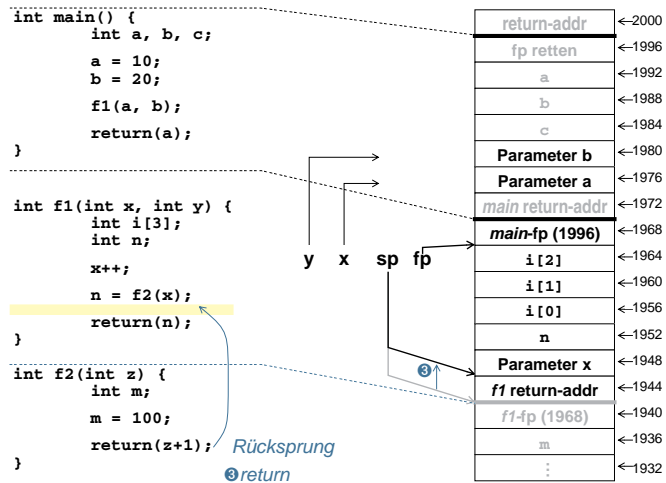 int main() {
int a, b, c;
a = 10;
b = 20;
f1(a, b);
return(a);
}
int f1(int x, int y) {
int i[3];
int n;
x++;
n = f2(x);
return(n);
}
int f2(int z) {
int m;
m = 100;
return(z+1);
}
Rücksprung
❸return
y x sp fp
❸
return-addr 2000
fp retten 1996
a 1992
b 1988
c 1984
Parameter b 1980
Parameter a 1976
main return-addr 1972
main-fp (1996) 1968
i[2] 1964
i[1] 1960
i[0] 1956
n 1952
Parameter x 1948
f1 return-addr 1944
f1-fp (1968) 1940
m 1936
⋮ 1932